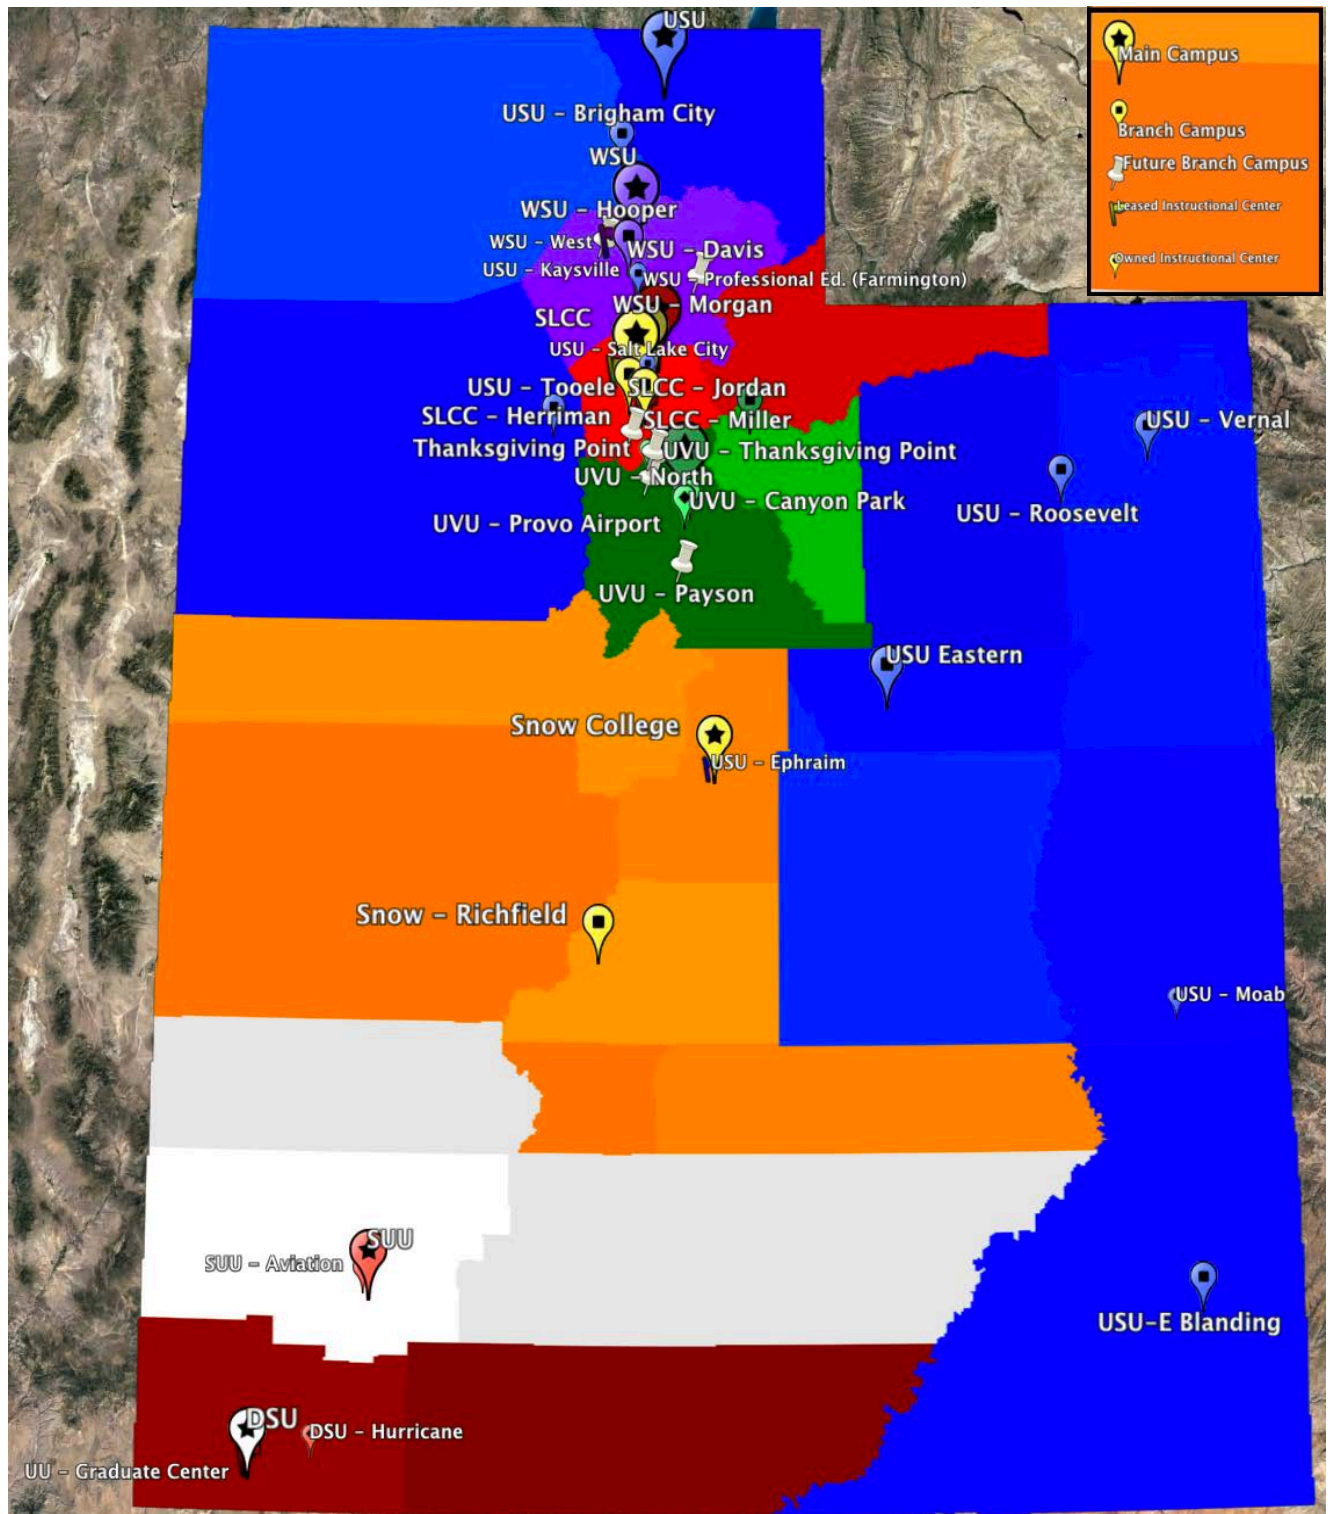 USU
Main Campus
USU – Brigham City
Branch Campus
WSU
Future Branch Campus
WSU – Hooper
Leased Instructional Center
WSU – West
WSU – Davis
Owned Instructional Center
USU – Kaysville
WSU – Professional Ed. (Farmington)
WSU – Morgan
SLCC
USU – Salt Lake City
USU – Tooele
SLCC – Jordan
SLCC – Herriman
SLCC – Miller
USU – Vernal
Thanksgiving Point
UVU – Thanksgiving Point
UVU – North
UVU – Canyon Park
USU – Roosevelt
UVU – Provo Airport
UVU – Payson
USU Eastern
Snow College
USU – Ephraim
Snow – Richfield
USU – Moab
SUU
SUU – Aviation
USU–E Blanding
DSU
DSU – Hurricane
UU – Graduate Center